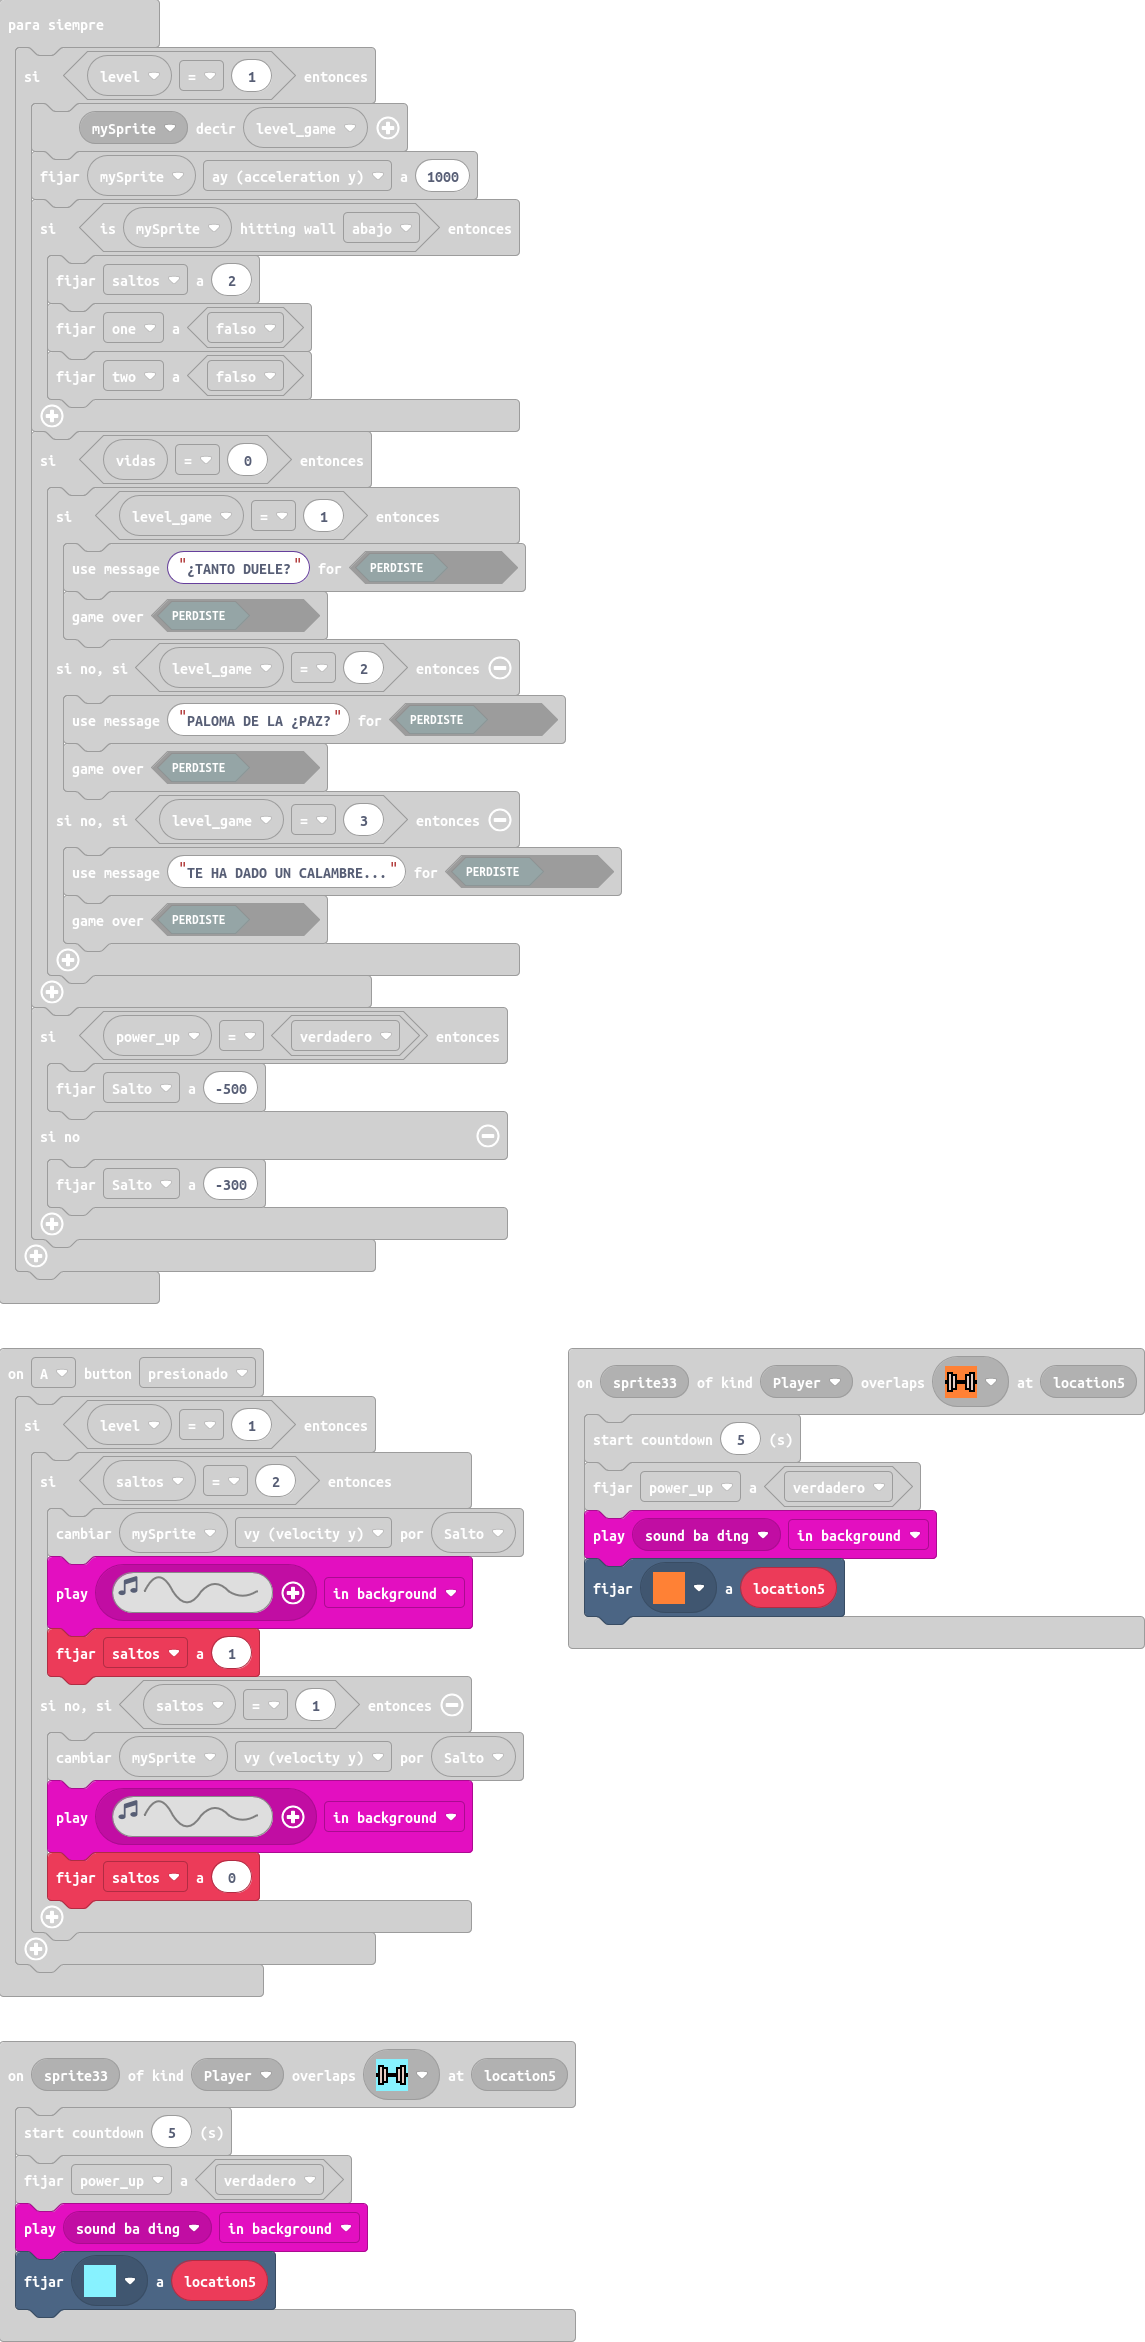 para siempre
si level = 1 entonces
mySprite decir level_game
fijar mySprite ay (acceleration y) a 1000
si is mySprite hitting wall abajo entonces
fijar saltos a 2
fijar one a falso
fijar two a falso
si vidas = 0 entonces
si level_game = 1 entonces
use message "¿TANTO DUELE?" for PERDISTE
game over PERDISTE
si no, si level_game = 2 entonces
use message "PALOMA DE LA ¿PAZ?" for PERDISTE
game over PERDISTE
si no, si level_game = 3 entonces
use message "TE HA DADO UN CALAMBRE..." for PERDISTE
game over PERDISTE
si power_up = verdadero entonces
fijar Salto a -500
si no
fijar Salto a -300
on A button presionado
si level = 1 entonces
si saltos = 2 entonces
cambiar mySprite vy (velocity y) por Salto
play in background
fijar saltos a 1
si no, si saltos = 1 entonces
cambiar mySprite vy (velocity y) por Salto
play in background
fijar saltos a 0
on sprite33 of kind Player overlaps at location5
start countdown 5 (s)
fijar power_up a verdadero
play sound ba ding in background
fijar a location5
on sprite33 of kind Player overlaps at location5
start countdown 5 (s)
fijar power_up a verdadero
play sound ba ding in background
fijar a location5